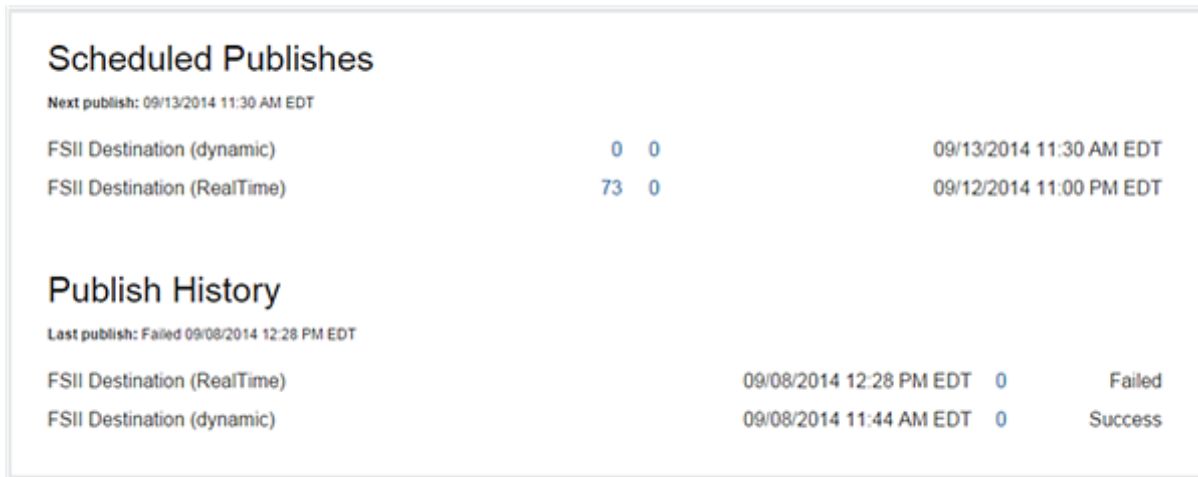 Scheduled Publishes
Next publish: 09/13/2014 11:30 AM EDT
FSII Destination (dynamic) 0 0 09/13/2014 11:30 AM EDT
FSII Destination (RealTime) 73 0 09/12/2014 11:00 PM EDT
Publish History
Last publish: Failed 09/08/2014 12:28 PM EDT
FSII Destination (RealTime) 09/08/2014 12:28 PM EDT 0 Failed
FSII Destination (dynamic) 09/08/2014 11:44 AM EDT 0 Success